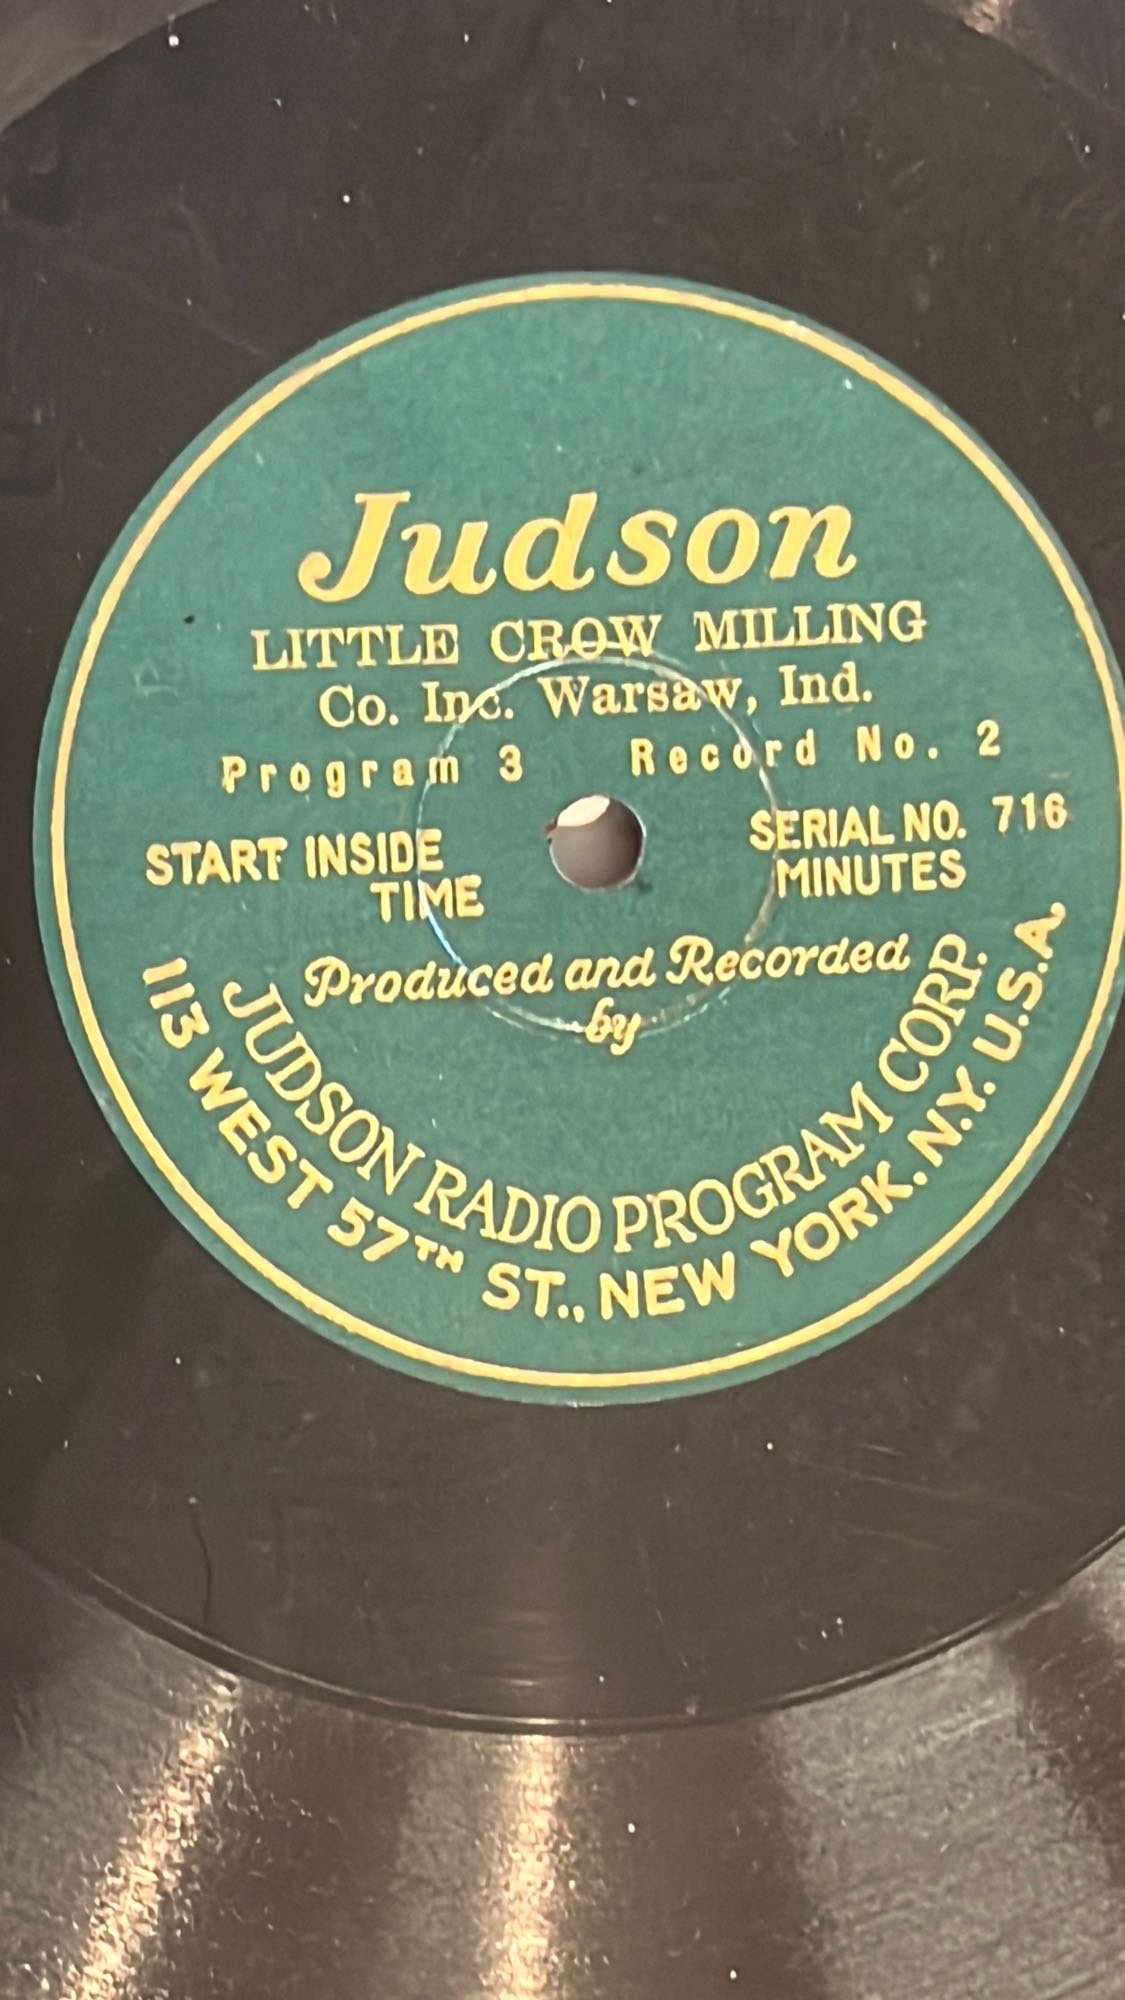 Judson
LITTLE CROW MILLING
Co. Inc. Warsaw, Ind.
Program 3 Record No. 2
START INSIDE SERIAL NO. 716
TIME MINUTES
Produced and Recorded
by
JUDSON RADIO PROGRAM CORP.
113 WEST 57TH ST., NEW YORK. N.Y. U.S.A.